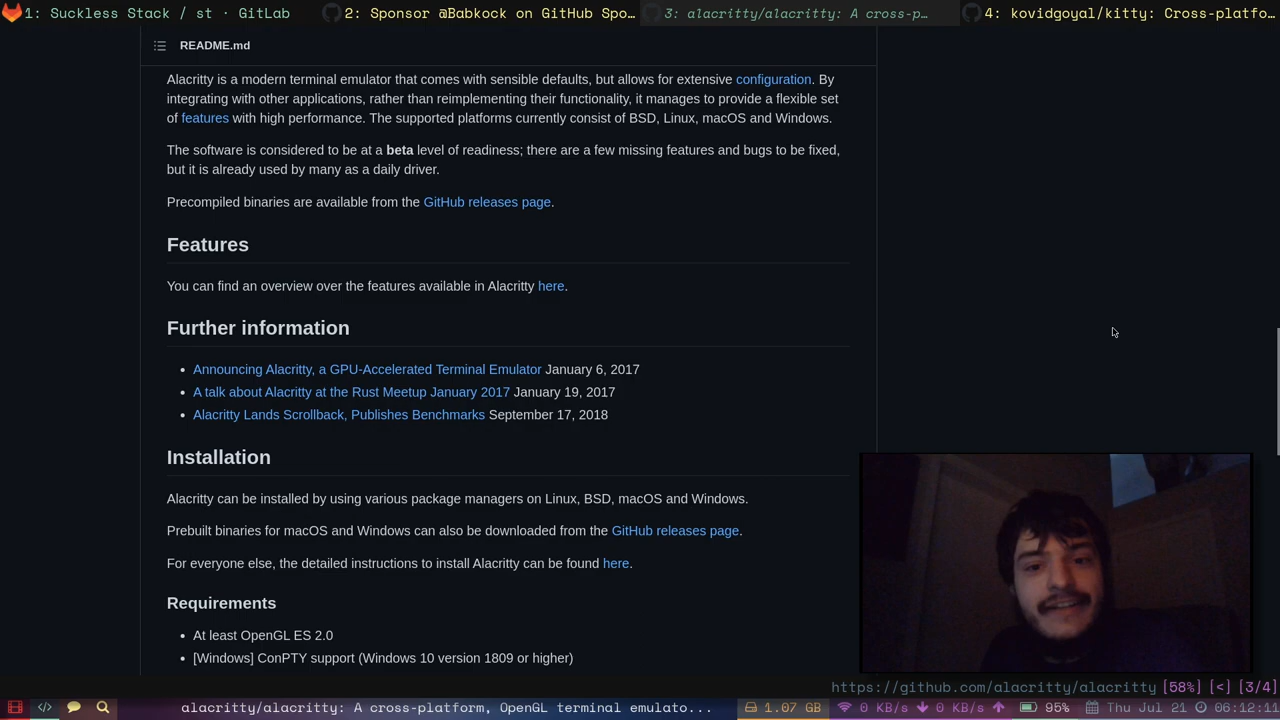 1: Suckless Stack / st · GitLab
2: Sponsor @Babkock on GitHub Spo…
3: alacritty/alacritty: A cross-p…
4: kovidgoyal/kitty: Cross-platfo…
README.md
Alacritty is a modern terminal emulator that comes with sensible defaults, but allows for extensive configuration. By
integrating with other applications, rather than reimplementing their functionality, it manages to provide a flexible set
of features with high performance. The supported platforms currently consist of BSD, Linux, macOS and Windows.
The software is considered to be at a beta level of readiness; there are a few missing features and bugs to be fixed,
but it is already used by many as a daily driver.
Precompiled binaries are available from the GitHub releases page.
Features
You can find an overview over the features available in Alacritty here.
Further information
Announcing Alacritty, a GPU-Accelerated Terminal Emulator January 6, 2017
A talk about Alacritty at the Rust Meetup January 2017 January 19, 2017
Alacritty Lands Scrollback, Publishes Benchmarks September 17, 2018
Installation
Alacritty can be installed by using various package managers on Linux, BSD, macOS and Windows.
Prebuilt binaries for macOS and Windows can also be downloaded from the GitHub releases page.
For everyone else, the detailed instructions to install Alacritty can be found here.
Requirements
At least OpenGL ES 2.0
[Windows] ConPTY support (Windows 10 version 1809 or higher)
https://github.com/alacritty/alacritty [58%] [<] [3/4]
alacritty/alacritty: A cross-platform, OpenGL terminal emulato...
1.07 GB
0 KB/s
0 KB/s
95%
Thu Jul 21
06:12:11